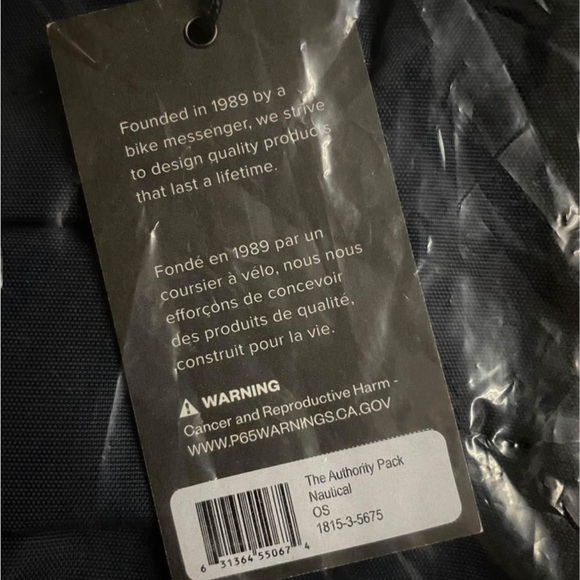 Founded in 1989 by a
bike messenger, we strive
to design quality products
that last a lifetime.
Fondé en 1989 par un
coursier à vélo, nous nous
efforçons de concevoir
des produits de qualité,
construit pour la vie.
WARNING
Cancer and Reproductive Harm -
WWW.P65WARNINGS.CA.GOV
The Authority Pack
Nautical
OS
1815-3-5675
6 31364 55067 4